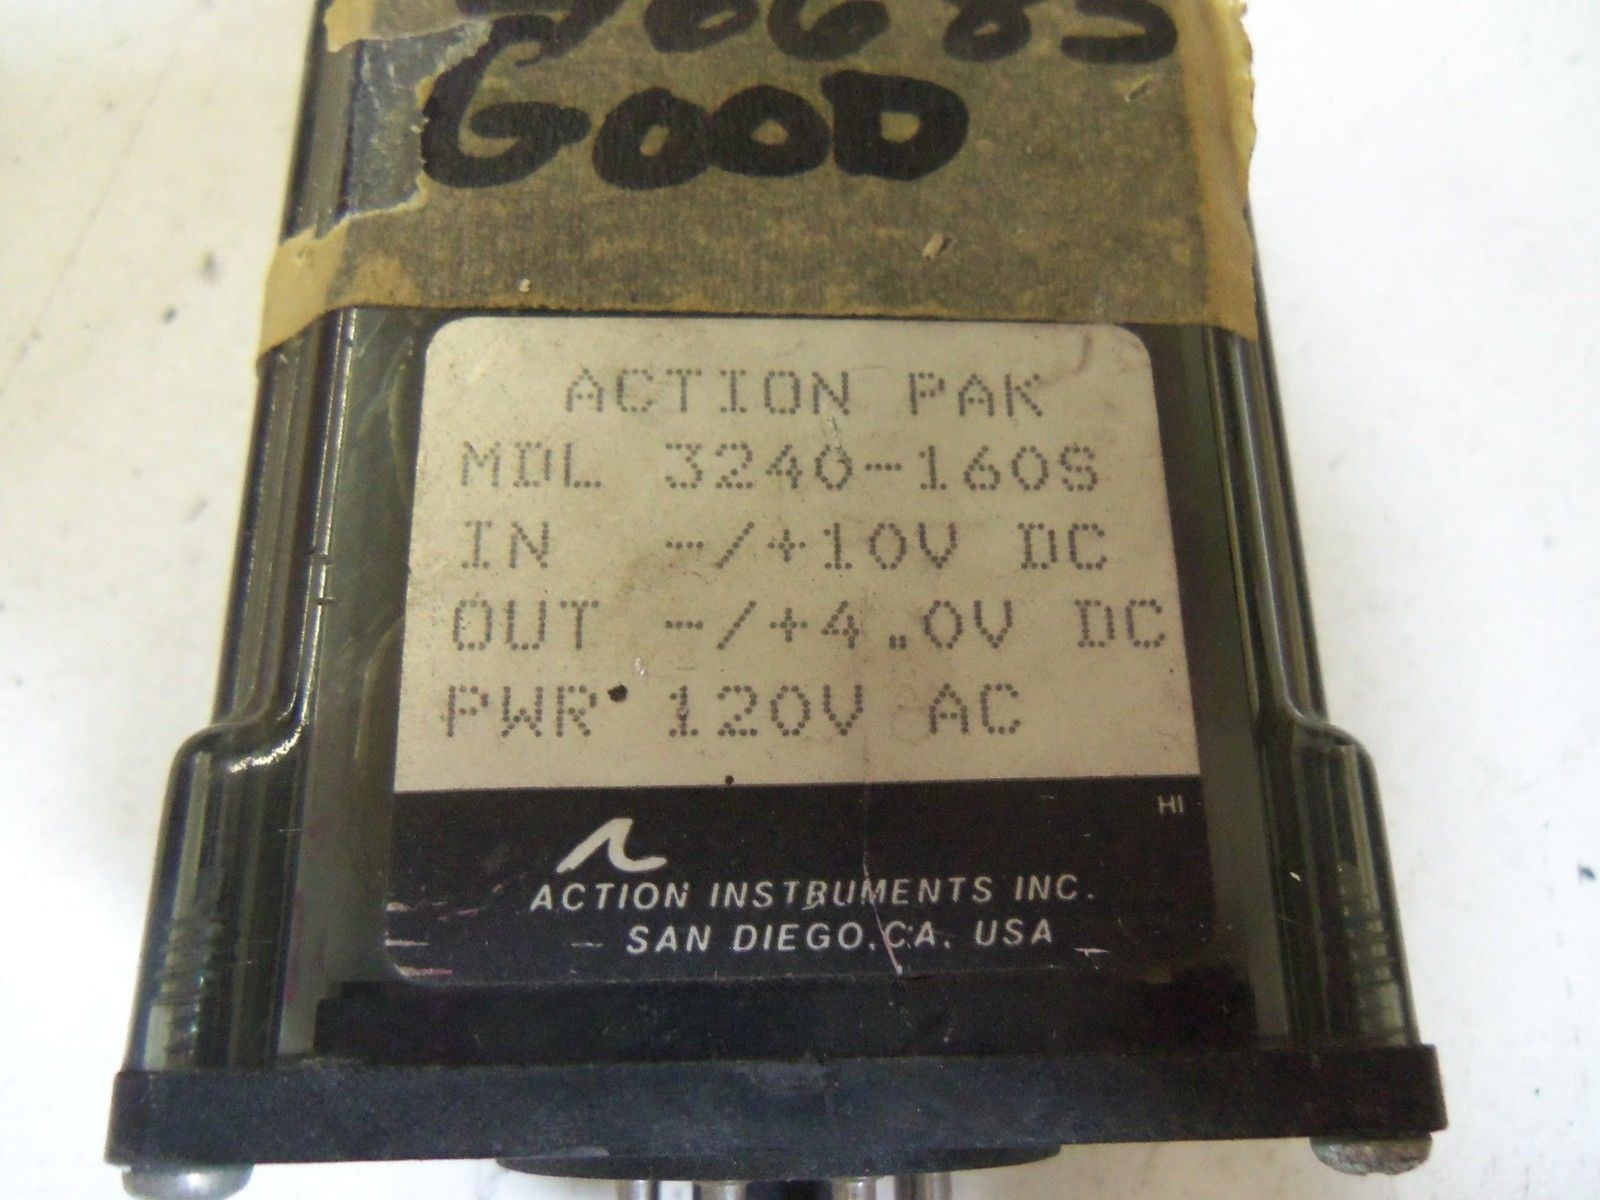 GOOD
ACTION PAK
MDL 3240-160S
IN -/+10V DC
OUT -/+4.0V DC
PWR 120V AC
HI
ACTION INSTRUMENTS INC.
SAN DIEGO, CA. USA